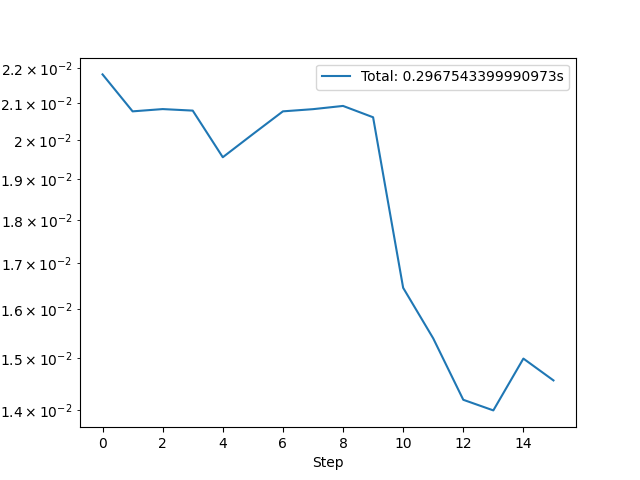 Total: 0.2967543399990973s
2.2 × 10⁻²
2.1 × 10⁻²
2 × 10⁻²
1.9 × 10⁻²
1.8 × 10⁻²
1.7 × 10⁻²
1.6 × 10⁻²
1.5 × 10⁻²
1.4 × 10⁻²
0 2 4 6 8 10 12 14
Step